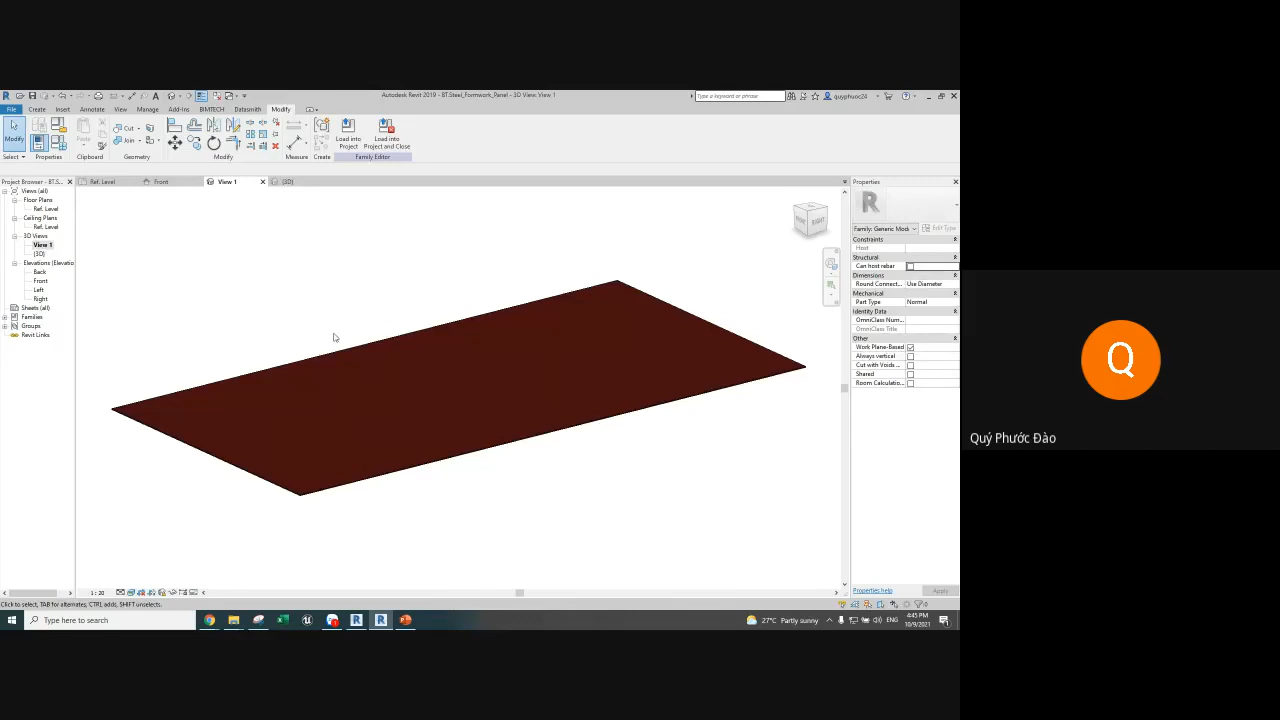 Autodesk Revit 2019 - BT.Steel_Formwork_Panel - 3D View: View 1
Type a keyword or phrase
quyphuoc24
File Create Insert Annotate View Manage Add-Ins BIMTECH Datasmith Modify
Modify
Paste
Cut
Join
Load into Project
Load into Project and Close
Select Properties Clipboard Geometry Modify Measure Create Family Editor
Project Browser - BT.S...
Ref. Level
Front
View 1
{3D}
Properties
Views (all)
Floor Plans
Ref. Level
Ceiling Plans
Ref. Level
3D Views
View 1
{3D}
Elevations (Elevatio
Back
Front
Left
Right
Sheets (all)
Families
Groups
Revit Links
RIGHT
Family: Generic Mod
Edit Type
Constraints
Host
Structural
Can host rebar
Dimensions
Round Connect... Use Diameter
Mechanical
Part Type Normal
Identity Data
OmniClass Num...
OmniClass Title
Other
Work Plane-Based
Always vertical
Cut with Voids ...
Shared
Room Calculatio...
Properties help
Apply
1 : 20
Click to select, TAB for alternates, CTRL adds, SHIFT unselects.
:0
Type here to search
27°C Partly sunny
ENG
4:45 PM
10/9/2021
Q
Quý Phước Đào